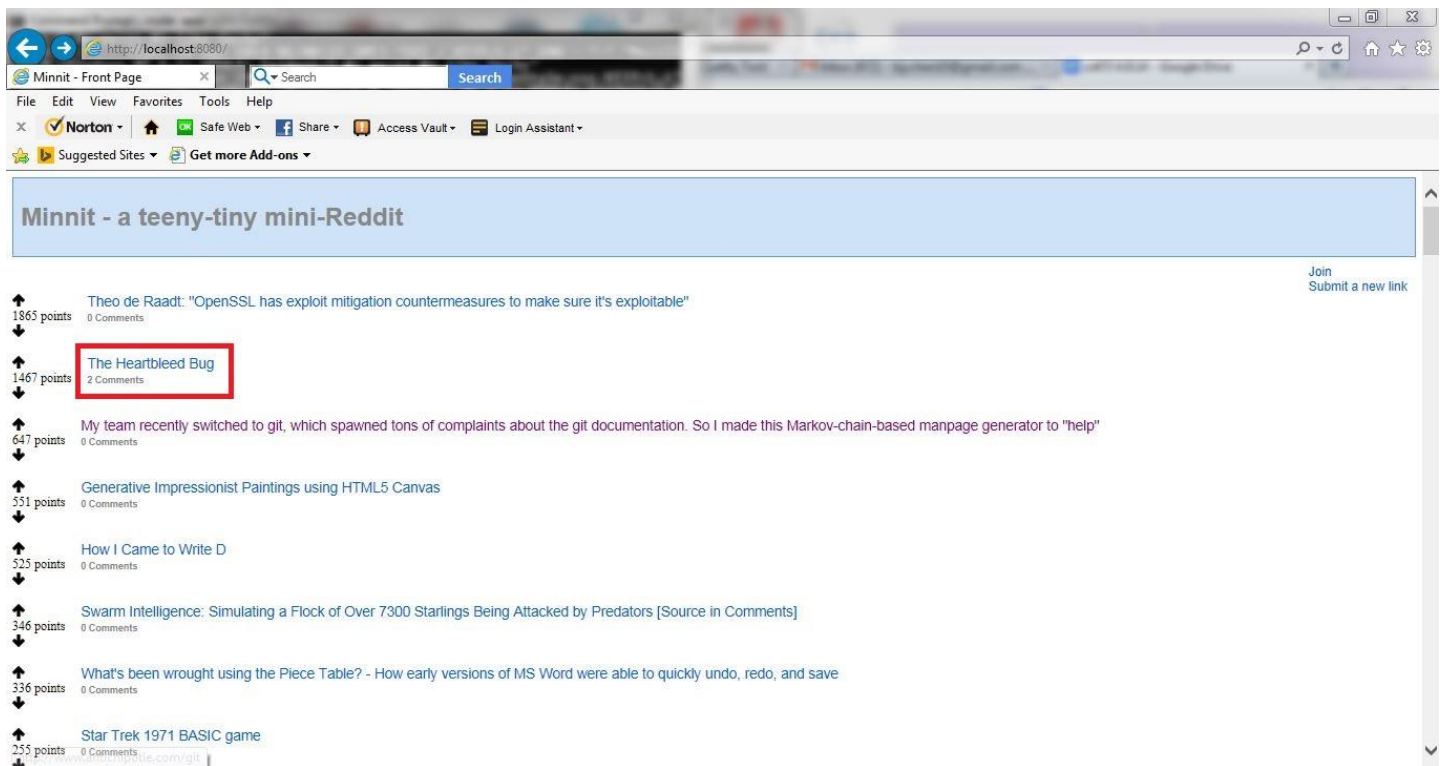 http://localhost:8080/
Minnit - Front Page
Search
Search
File Edit View Favorites Tools Help
Norton
Safe Web
Share
Access Vault
Login Assistant
Suggested Sites
Get more Add-ons
Minnit - a teeny-tiny mini-Reddit
Join
Submit a new link
Theo de Raadt: "OpenSSL has exploit mitigation countermeasures to make sure it's exploitable"
1865 points
0 Comments
The Heartbleed Bug
1467 points
2 Comments
My team recently switched to git, which spawned tons of complaints about the git documentation. So I made this Markov-chain-based manpage generator to "help"
647 points
0 Comments
Generative Impressionist Paintings using HTML5 Canvas
551 points
0 Comments
How I Came to Write D
525 points
0 Comments
Swarm Intelligence: Simulating a Flock of Over 7300 Starlings Being Attacked by Predators [Source in Comments]
346 points
0 Comments
What's been wrought using the Piece Table? - How early versions of MS Word were able to quickly undo, redo, and save
336 points
0 Comments
Star Trek 1971 BASIC game
255 points
0 Comments